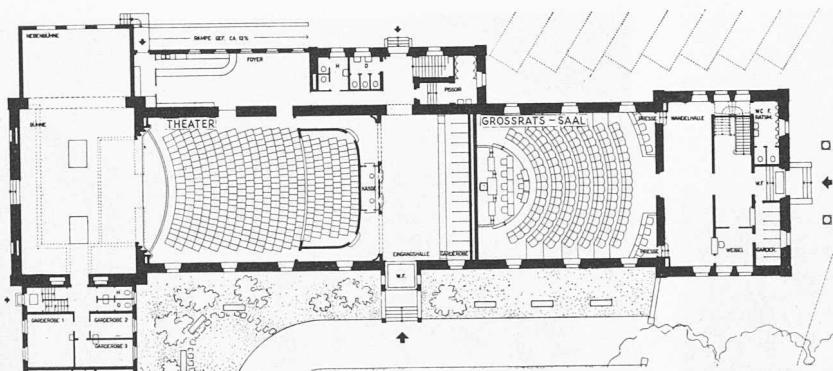 NEBENBÜHNE
RAMPE GEF. CA. 12%
FOYER
H
D
PISSOIR
BÜHNE
THEATER
KASSE
EINGANGSHALLE
GARDEROBE
W.F.
GROSSRATS-SAAL
PRESSE
PRESSE
WANDELHALLE
W.C. F. RATSH.
W.F.
WEIBEL
GARDER.
H
D
GARDEROBE 1
GARDEROBE 2
GARDEROBE 3